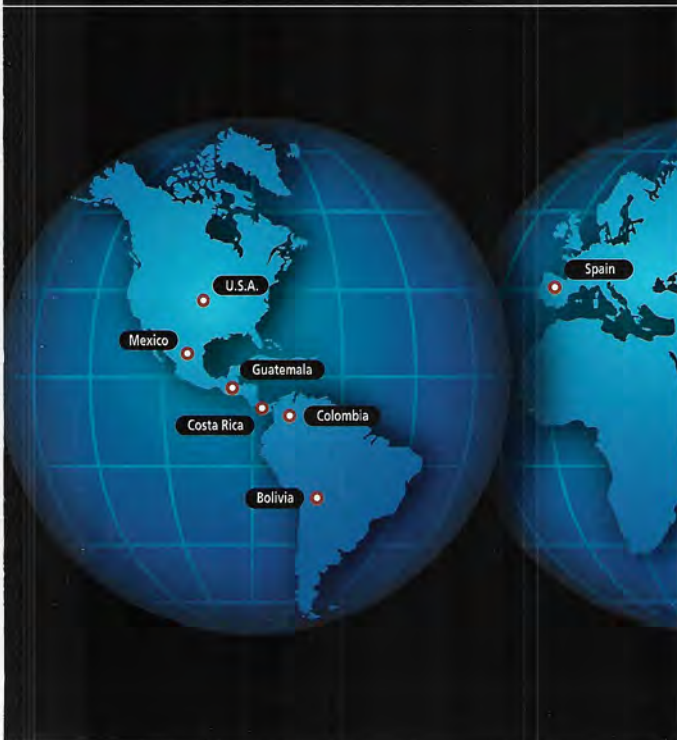 U.S.A.
Spain
Mexico
Guatemala
Costa Rica
Colombia
Bolivia